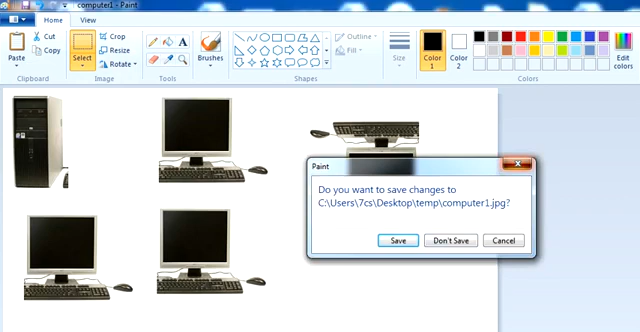 computer1 - Paint
Home
View
Paste
Cut
Copy
Clipboard
Select
Crop
Resize
Rotate
Image
A
Tools
Brushes
Shapes
Outline
Fill
Size
Color
1
Color
2
Colors
Edit
colors
Paint
Do you want to save changes to
C:\Users\7cs\Desktop\temp\computer1.jpg?
Save
Don't Save
Cancel